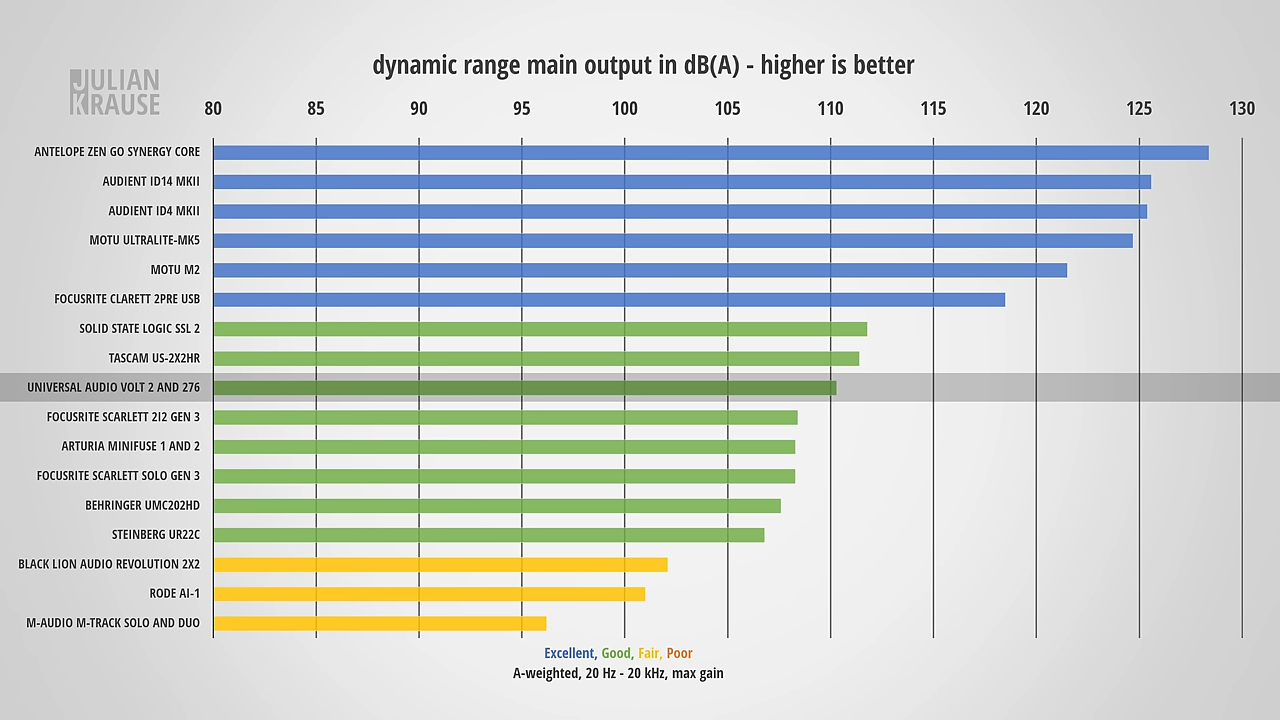 JULIAN
KRAUSE
dynamic range main output in dB(A) - higher is better
80 85 90 95 100 105 110 115 120 125 130
ANTELOPE ZEN GO SYNERGY CORE
AUDIENT ID14 MKII
AUDIENT ID4 MKII
MOTU ULTRALITE-MK5
MOTU M2
FOCUSRITE CLARETT 2PRE USB
SOLID STATE LOGIC SSL 2
TASCAM US-2X2HR
UNIVERSAL AUDIO VOLT 2 AND 276
FOCUSRITE SCARLETT 2I2 GEN 3
ARTURIA MINIFUSE 1 AND 2
FOCUSRITE SCARLETT SOLO GEN 3
BEHRINGER UMC202HD
STEINBERG UR22C
BLACK LION AUDIO REVOLUTION 2X2
RODE AI-1
M-AUDIO M-TRACK SOLO AND DUO
Excellent, Good, Fair, Poor
A-weighted, 20 Hz - 20 kHz, max gain